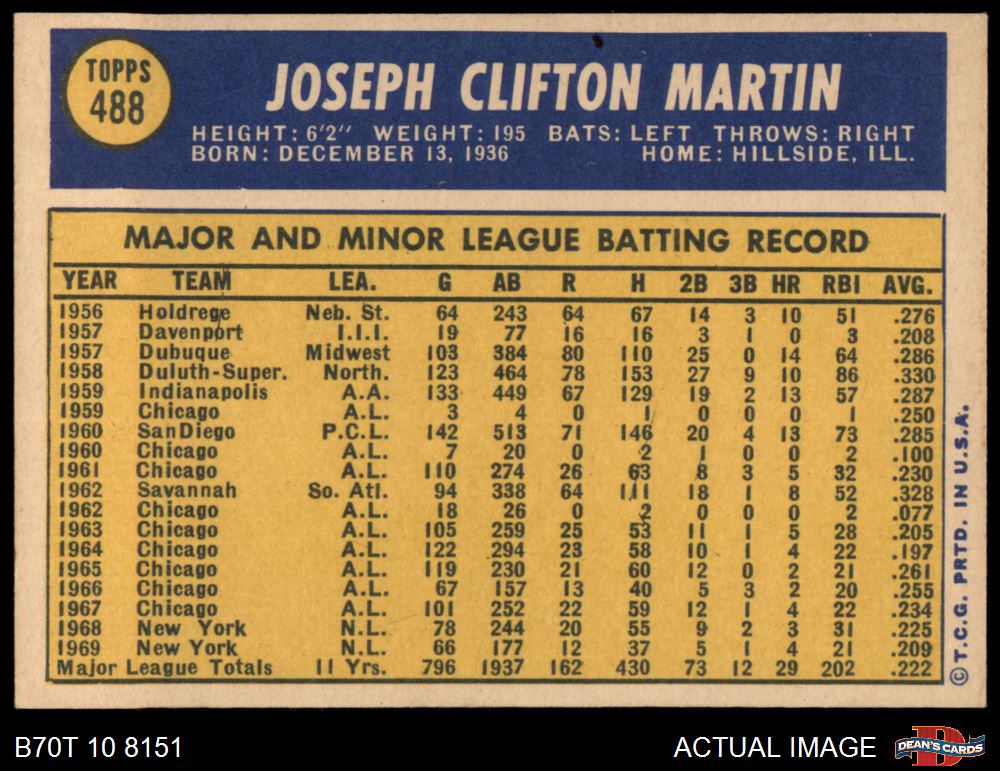 TOPPS
488
JOSEPH CLIFTON MARTIN
HEIGHT: 6'2" WEIGHT: 195 BATS: LEFT THROWS: RIGHT
BORN: DECEMBER 13, 1936 HOME: HILLSIDE, ILL.
MAJOR AND MINOR LEAGUE BATTING RECORD
YEAR TEAM LEA. G AB R H 2B 3B HR RBI AVG.
1956 Holdrege Neb. St. 64 243 64 67 14 3 10 51 .276
1957 Davenport I.I.I. 19 77 16 16 3 1 0 3 .208
1957 Dubuque Midwest 103 384 80 110 25 0 14 64 .286
1958 Duluth-Super. North. 123 464 78 153 27 9 10 86 .330
1959 Indianapolis A.A. 133 449 67 129 19 2 13 57 .287
1959 Chicago A.L. 3 4 0 1 0 0 0 1 .250
1960 SanDiego P.C.L. 142 513 71 146 20 4 13 73 .285
1960 Chicago A.L. 7 20 0 2 1 0 0 2 .100
1961 Chicago A.L. 110 274 26 63 8 3 5 32 .230
1962 Savannah So. Atl. 94 338 64 111 18 1 8 52 .328
1962 Chicago A.L. 18 26 0 2 0 0 0 2 .077
1963 Chicago A.L. 105 259 25 53 11 1 5 28 .205
1964 Chicago A.L. 122 294 23 58 10 1 4 22 .197
1965 Chicago A.L. 119 230 21 60 12 0 2 21 .261
1966 Chicago A.L. 67 157 13 40 5 3 2 20 .255
1967 Chicago A.L. 101 252 22 59 12 1 4 22 .234
1968 New York N.L. 78 244 20 55 9 2 3 31 .225
1969 New York N.L. 66 177 12 37 5 1 4 21 .209
Major League Totals 11 Yrs. 796 1937 162 430 73 12 29 202 .222
© T.C.G. PRTD. IN U.S.A.
B70T 10 8151
ACTUAL IMAGE
D
DEAN'S CARDS